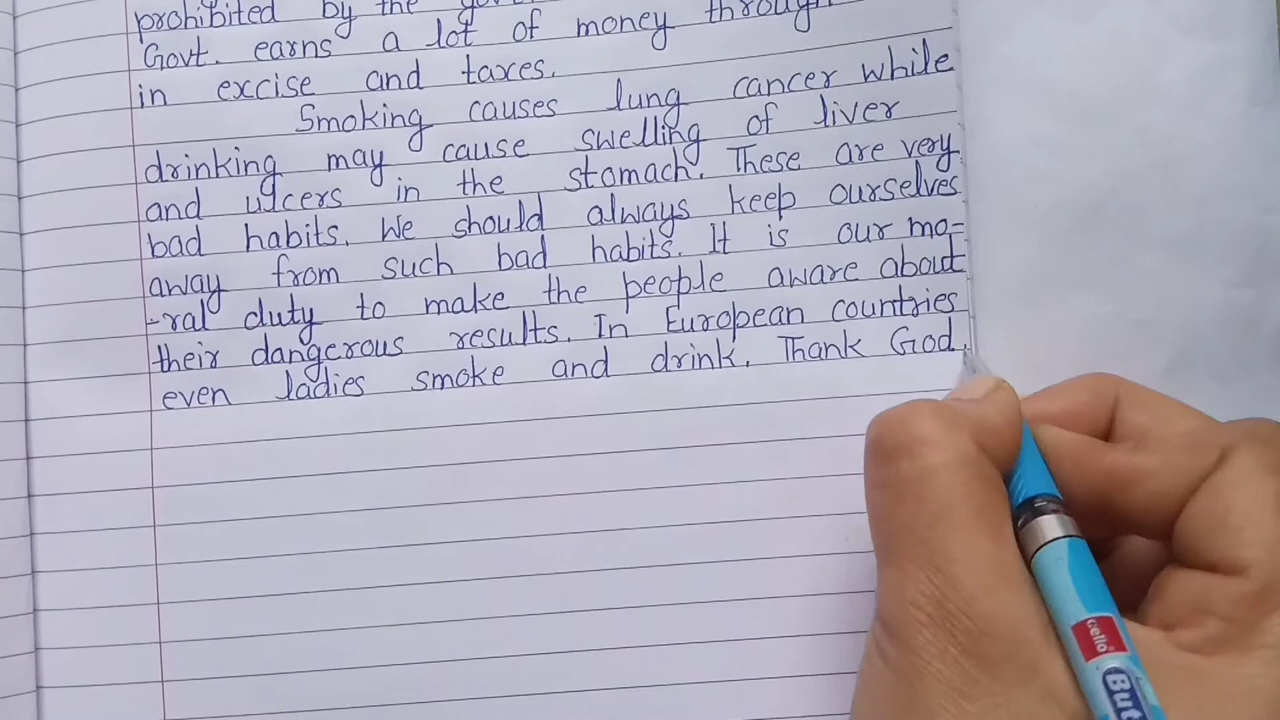 prohibited by the
Govt. earns a lot of money through
in excise and taxes.
Smoking causes lung cancer while
drinking may cause swelling of liver
and ulcers in the stomach. These are very
bad habits. We should always keep ourselves
away from such bad habits. It is our mo-
-ral duty to make the people aware about
their dangerous results. In European countries
even ladies smoke and drink. Thank God,
cello
But